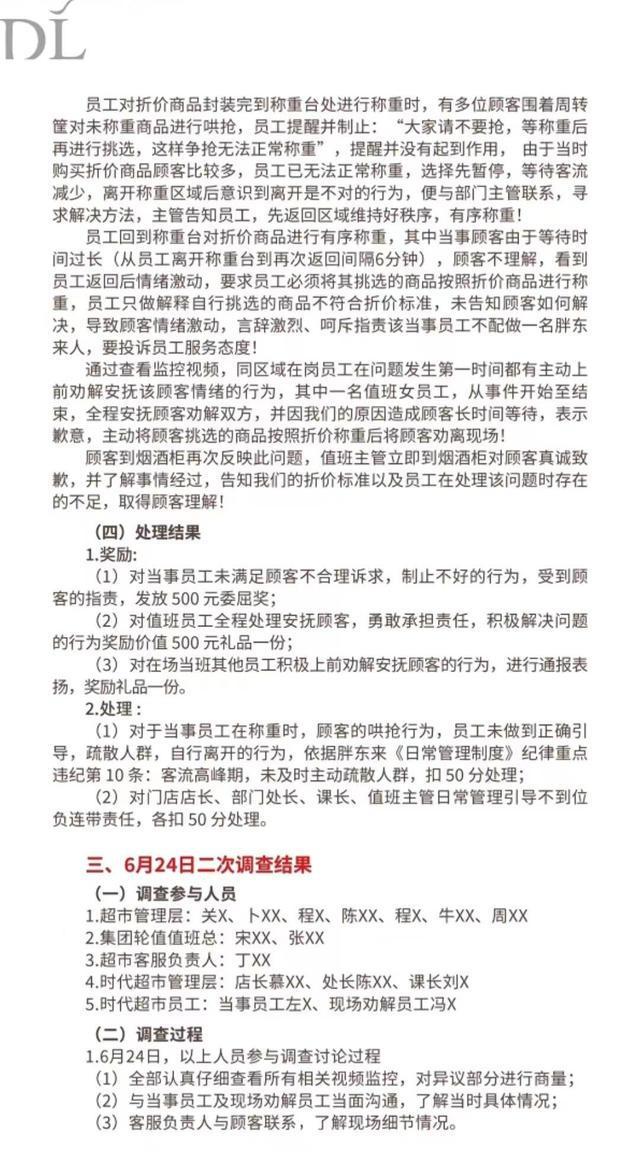 DL
员工对折价商品封装完到称重台处进行称重时，有多位顾客围着周转
筐对未称重商品进行哄抢，员工提醒并制止：“大家请不要抢，等称重后
再进行挑选，这样争抢无法正常称重”，提醒并没有起到作用， 由于当时
购买折价商品顾客比较多，员工已无法正常称重，选择先暂停，等待客流
减少，离开称重区域后意识到离开是不对的行为，便与部门主管联系，寻
求解决方法，主管告知员工，先返回区域维持好秩序，有序称重！
员工回到称重台对折价商品进行有序称重，其中当事顾客由于等待时
间过长（从员工离开称重台到再次返回间隔6分钟），顾客不理解，看到
员工返回后情绪激动，要求员工必须将其挑选的商品按照折价商品进行称
重，员工只做解释自行挑选的商品不符合折价标准，未告知顾客如何解
决，导致顾客情绪激动，言辞激烈、呵斥指责该当事员工不配做一名胖东
来人，要投诉员工服务态度！
通过查看监控视频，同区域在岗员工在问题发生第一时间都有主动上
前劝解安抚该顾客情绪的行为，其中一名值班女员工，从事件开始至结
束，全程安抚顾客劝解双方，并因我们的原因造成顾客长时间等待，表示
歉意，主动将顾客挑选的商品按照折价称重后将顾客劝离现场！
顾客到烟酒柜再次反映此问题，值班主管立即到烟酒柜对顾客真诚致
歉，并了解事情经过，告知我们的折价标准以及员工在处理该问题时存在
的不足，取得顾客理解！
（四）处理结果
1.奖励:
（1）对当事员工未满足顾客不合理诉求，制止不好的行为，受到顾
客的指责，发放 500 元委屈奖；
（2）对值班员工全程处理安抚顾客，勇敢承担责任，积极解决问题
的行为奖励价值 500 元礼品一份；
（3）对在场当班其他员工积极上前劝解安抚顾客的行为，进行通报表
扬，奖励礼品一份。
2.处理：
（1）对于当事员工在称重时，顾客的哄抢行为，员工未做到正确引
导，疏散人群，自行离开的行为，依据胖东来《日常管理制度》纪律重点
违纪第 10 条：客流高峰期，未及时主动疏散人群，扣 50 分处理；
（2）对门店店长、部门处长、课长、值班主管日常管理引导不到位
负连带责任，各扣 50 分处理。
三、6月24日二次调查结果
（一）调查参与人员
1.超市管理层：关X、卜XX、程X、陈XX、程X、牛XX、周XX
2.集团轮值值班总：宋XX、张XX
3.超市客服负责人：丁XX
4.时代超市管理层：店长慕XX、处长陈XX、课长刘X
5.时代超市员工：当事员工左X、现场劝解员工冯X
（二）调查过程
1.6月24日，以上人员参与调查讨论过程
（1）全部认真仔细查看所有相关视频监控，对异议部分进行商量；
（2）与当事员工及现场劝解员工当面沟通，了解当时具体情况；
（3）客服负责人与顾客联系，了解现场细节情况。